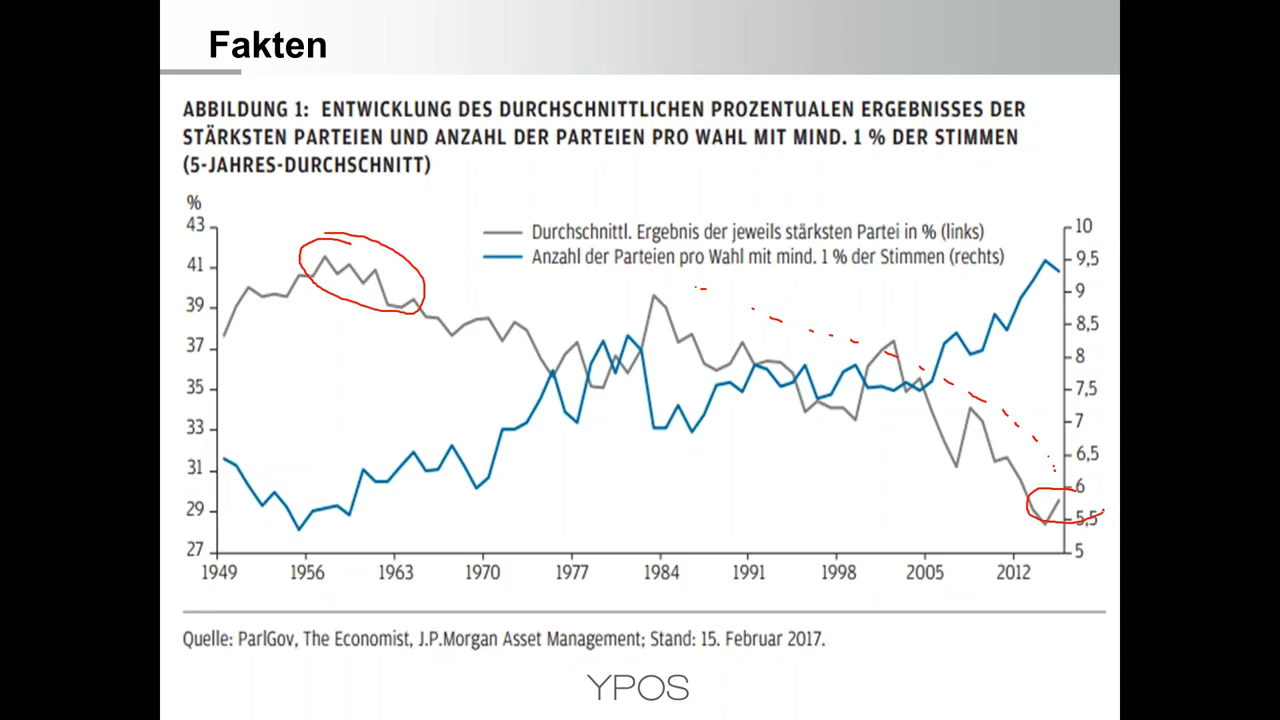 Fakten
ABBILDUNG 1: ENTWICKLUNG DES DURCHSCHNITTLICHEN PROZENTUALEN ERGEBNISSES DER
STÄRKSTEN PARTEIEN UND ANZAHL DER PARTEIEN PRO WAHL MIT MIND. 1 % DER STIMMEN
(5-JAHRES-DURCHSCHNITT)
%
43
41
39
37
35
33
31
29
27
Durchschnittl. Ergebnis der jeweils stärksten Partei in % (links)
Anzahl der Parteien pro Wahl mit mind. 1 % der Stimmen (rechts)
10
9,5
9
8,5
8
7,5
7
6,5
6
5,5
5
1949 1956 1963 1970 1977 1984 1991 1998 2005 2012
Quelle: ParlGov, The Economist, J.P.Morgan Asset Management; Stand: 15. Februar 2017.
YPOS